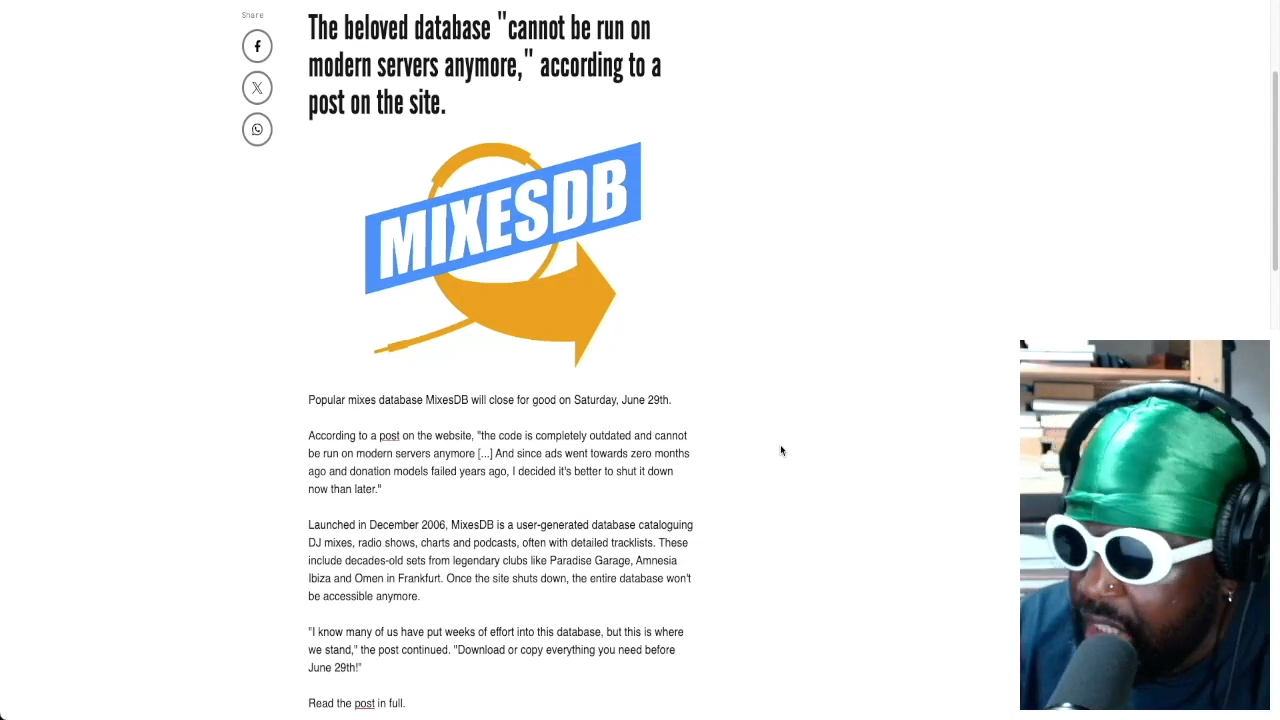 Share
The beloved database "cannot be run on
modern servers anymore," according to a
post on the site.
MIXESDB
Popular mixes database MixesDB will close for good on Saturday, June 29th.
According to a post on the website, "the code is completely outdated and cannot
be run on modern servers anymore [...] And since ads went towards zero months
ago and donation models failed years ago, I decided it's better to shut it down
now than later."
Launched in December 2006, MixesDB is a user-generated database cataloguing
DJ mixes, radio shows, charts and podcasts, often with detailed tracklists. These
include decades-old sets from legendary clubs like Paradise Garage, Amnesia
Ibiza and Omen in Frankfurt. Once the site shuts down, the entire database won't
be accessible anymore.
"I know many of us have put weeks of effort into this database, but this is where
we stand," the post continued. "Download or copy everything you need before
June 29th!"
Read the post in full.